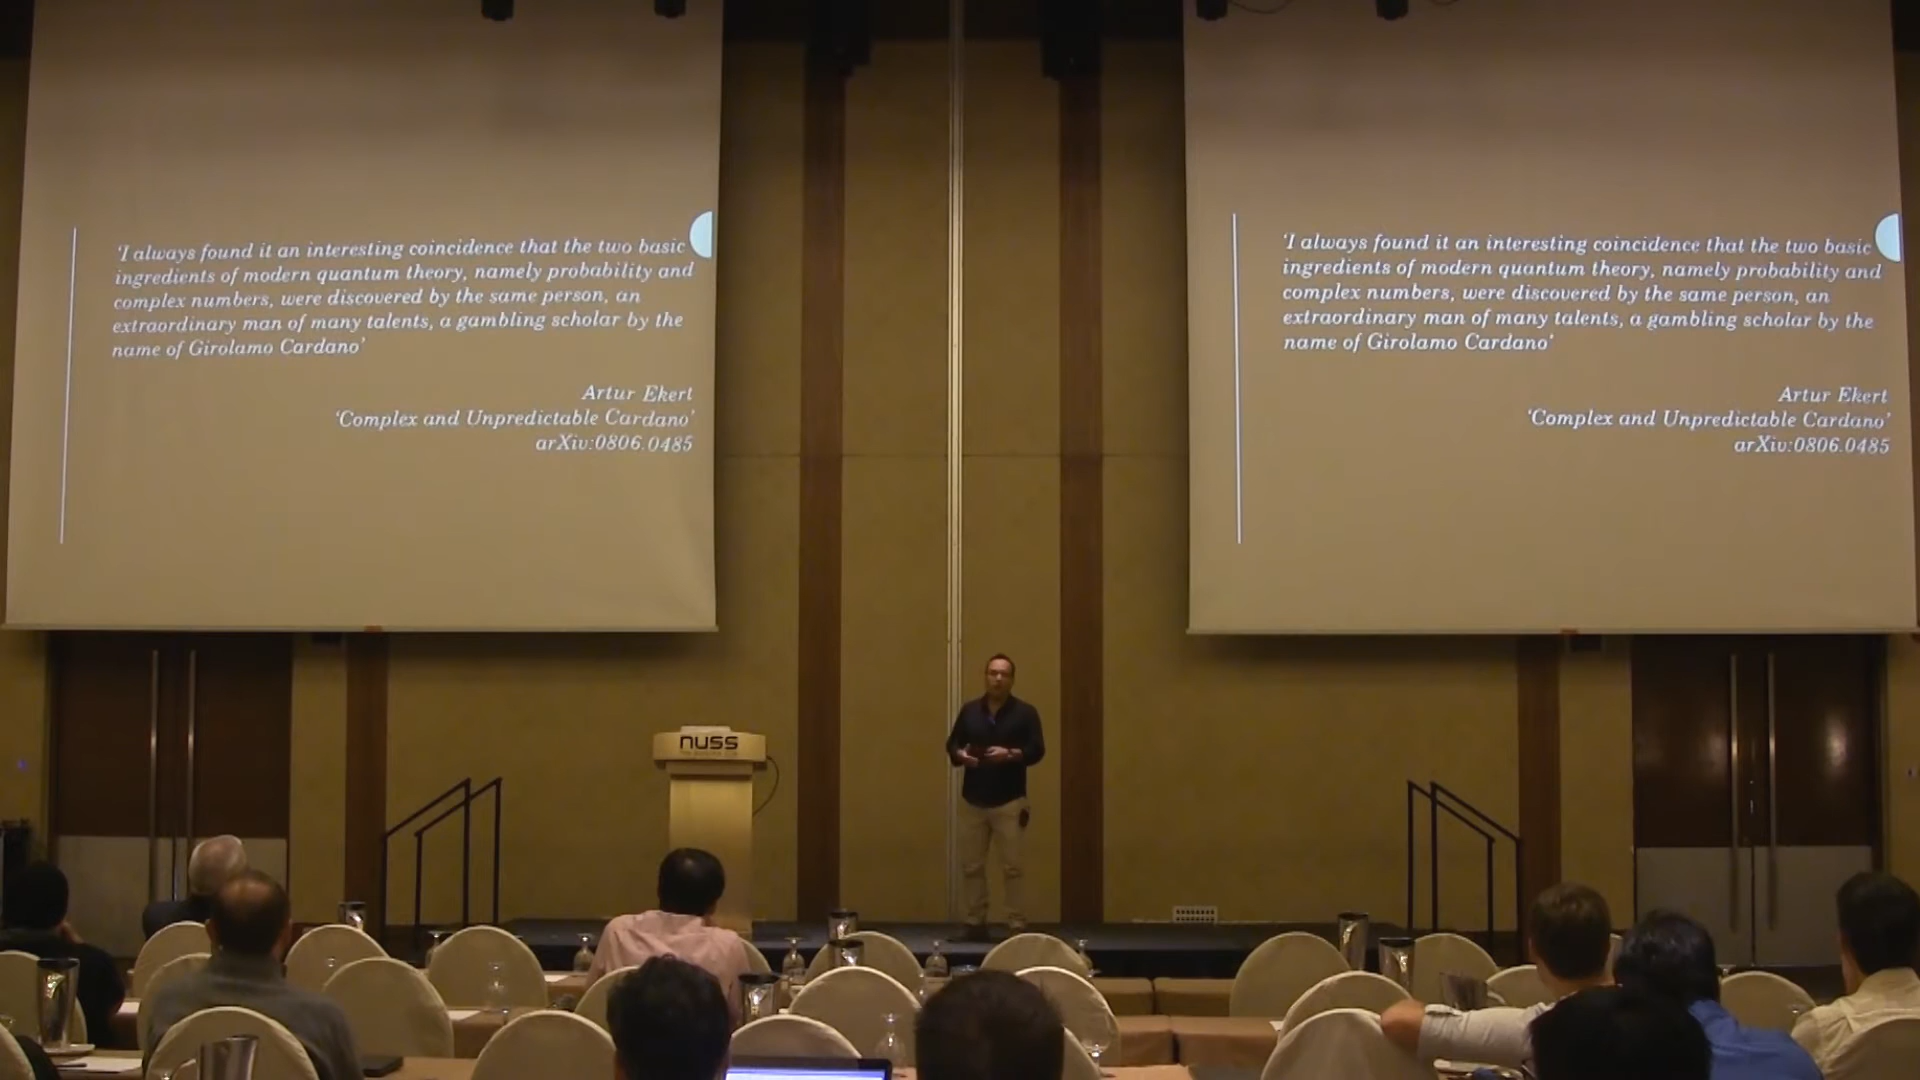 'I always found it an interesting coincidence that the two basic
ingredients of modern quantum theory, namely probability and
complex numbers, were discovered by the same person, an
extraordinary man of many talents, a gambling scholar by the
name of Girolamo Cardano'
Artur Ekert
'Complex and Unpredictable Cardano'
arXiv:0806.0485
'I always found it an interesting coincidence that the two basic
ingredients of modern quantum theory, namely probability and
complex numbers, were discovered by the same person, an
extraordinary man of many talents, a gambling scholar by the
name of Girolamo Cardano'
Artur Ekert
'Complex and Unpredictable Cardano'
arXiv:0806.0485
nuss